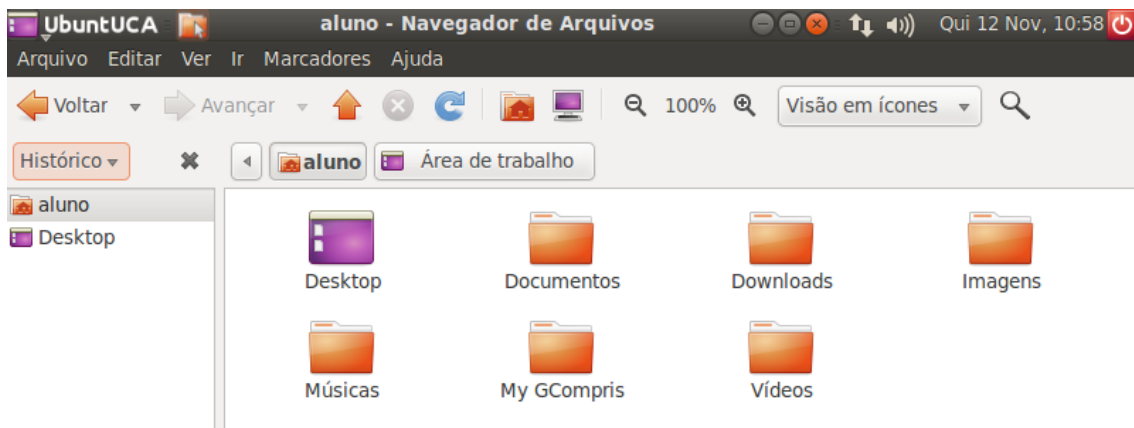 UbuntUCA aluno - Navegador de Arquivos Qui 12 Nov, 10:58
Arquivo Editar Ver Ir Marcadores Ajuda
Voltar Avançar 100% Visão em ícones
Histórico aluno Área de trabalho
aluno
Desktop
Desktop Documentos Downloads Imagens
Músicas My GCompris Vídeos